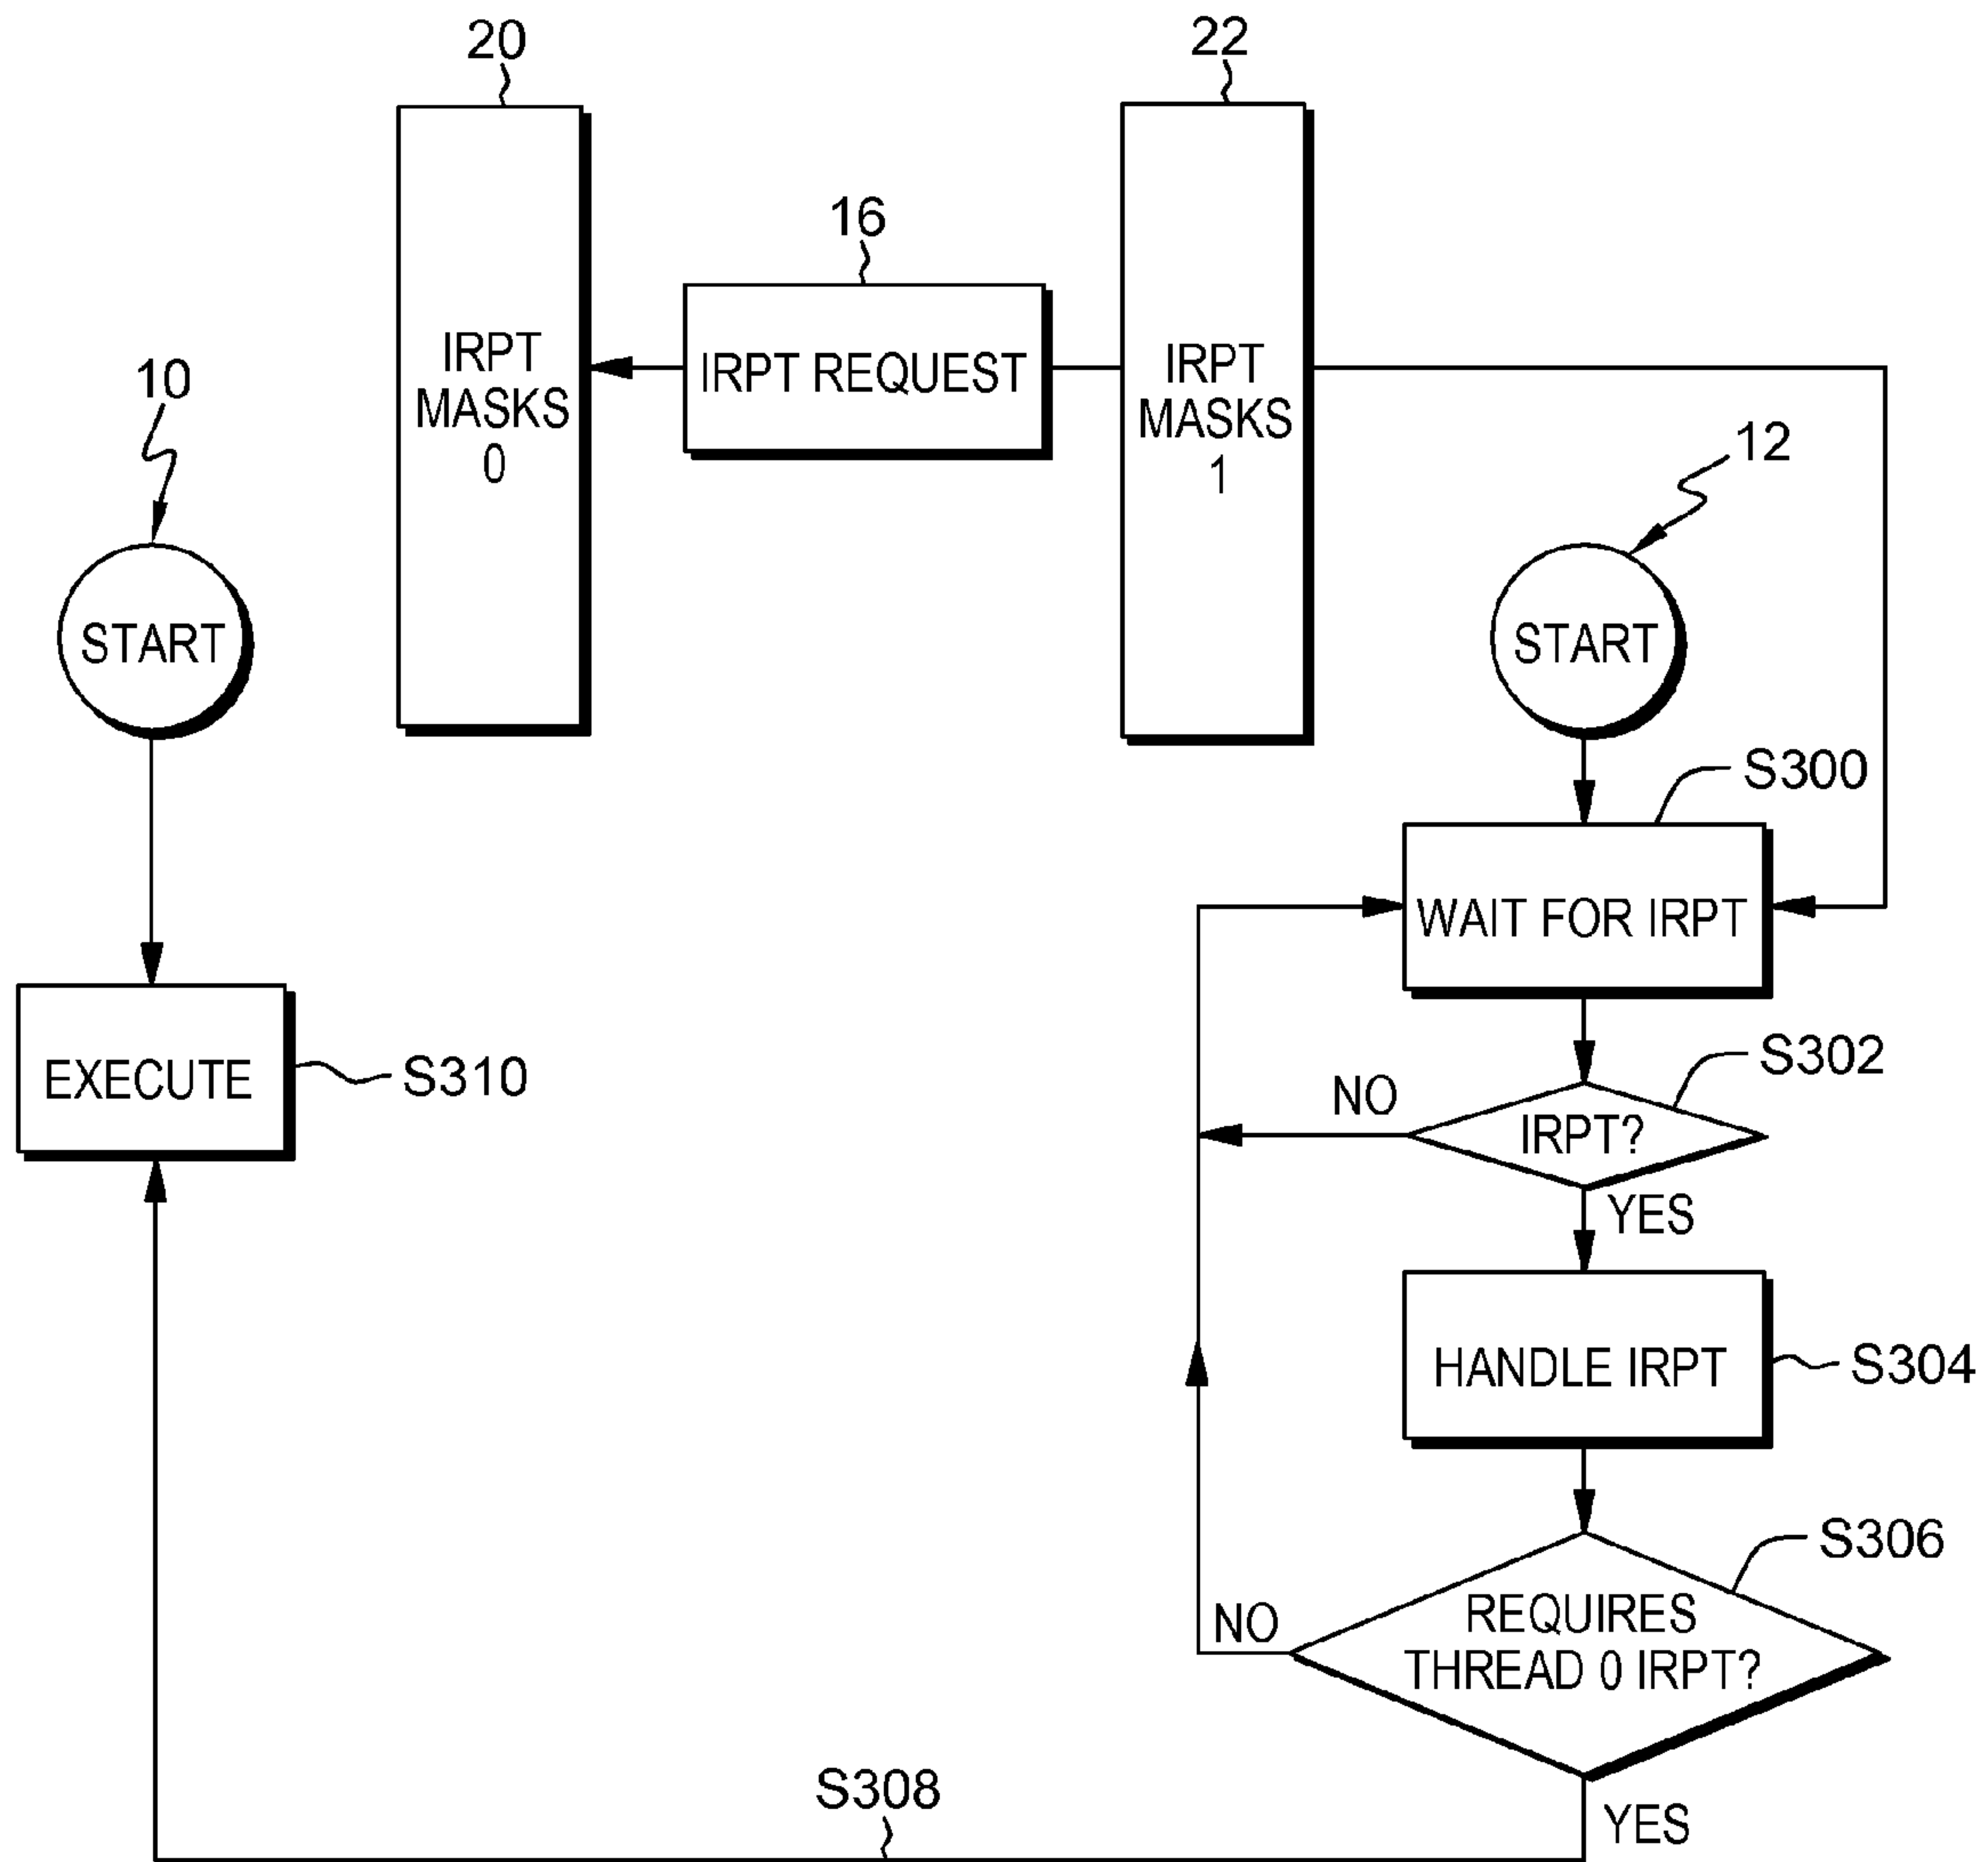 20
22
16
IRPT
MASKS
0
IRPT REQUEST
IRPT
MASKS
1
10
12
START
START
S300
WAIT FOR IRPT
EXECUTE
S310
S302
NO
IRPT?
YES
HANDLE IRPT
S304
S306
REQUIRES
THREAD 0 IRPT?
NO
S308
YES